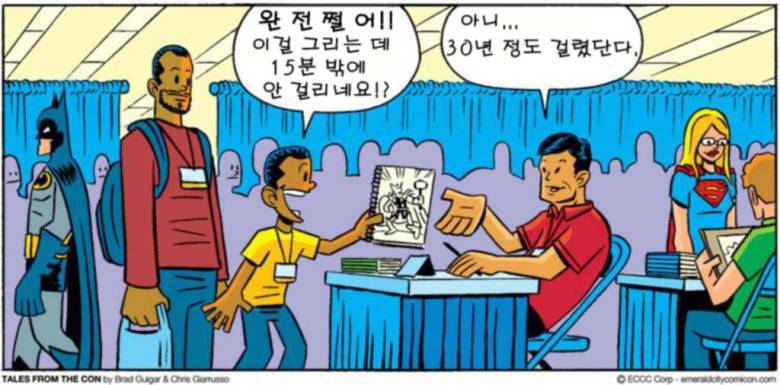 완전쩔어!!
이걸 그리는 데
15분 밖에
안 걸리네요!?
아니...
30년 정도 걸렸단다.
TALES FROM THE CON by Brad Guigar & Chris Giarrusso
© ECCC Corp - emeraldcitycomicon.com